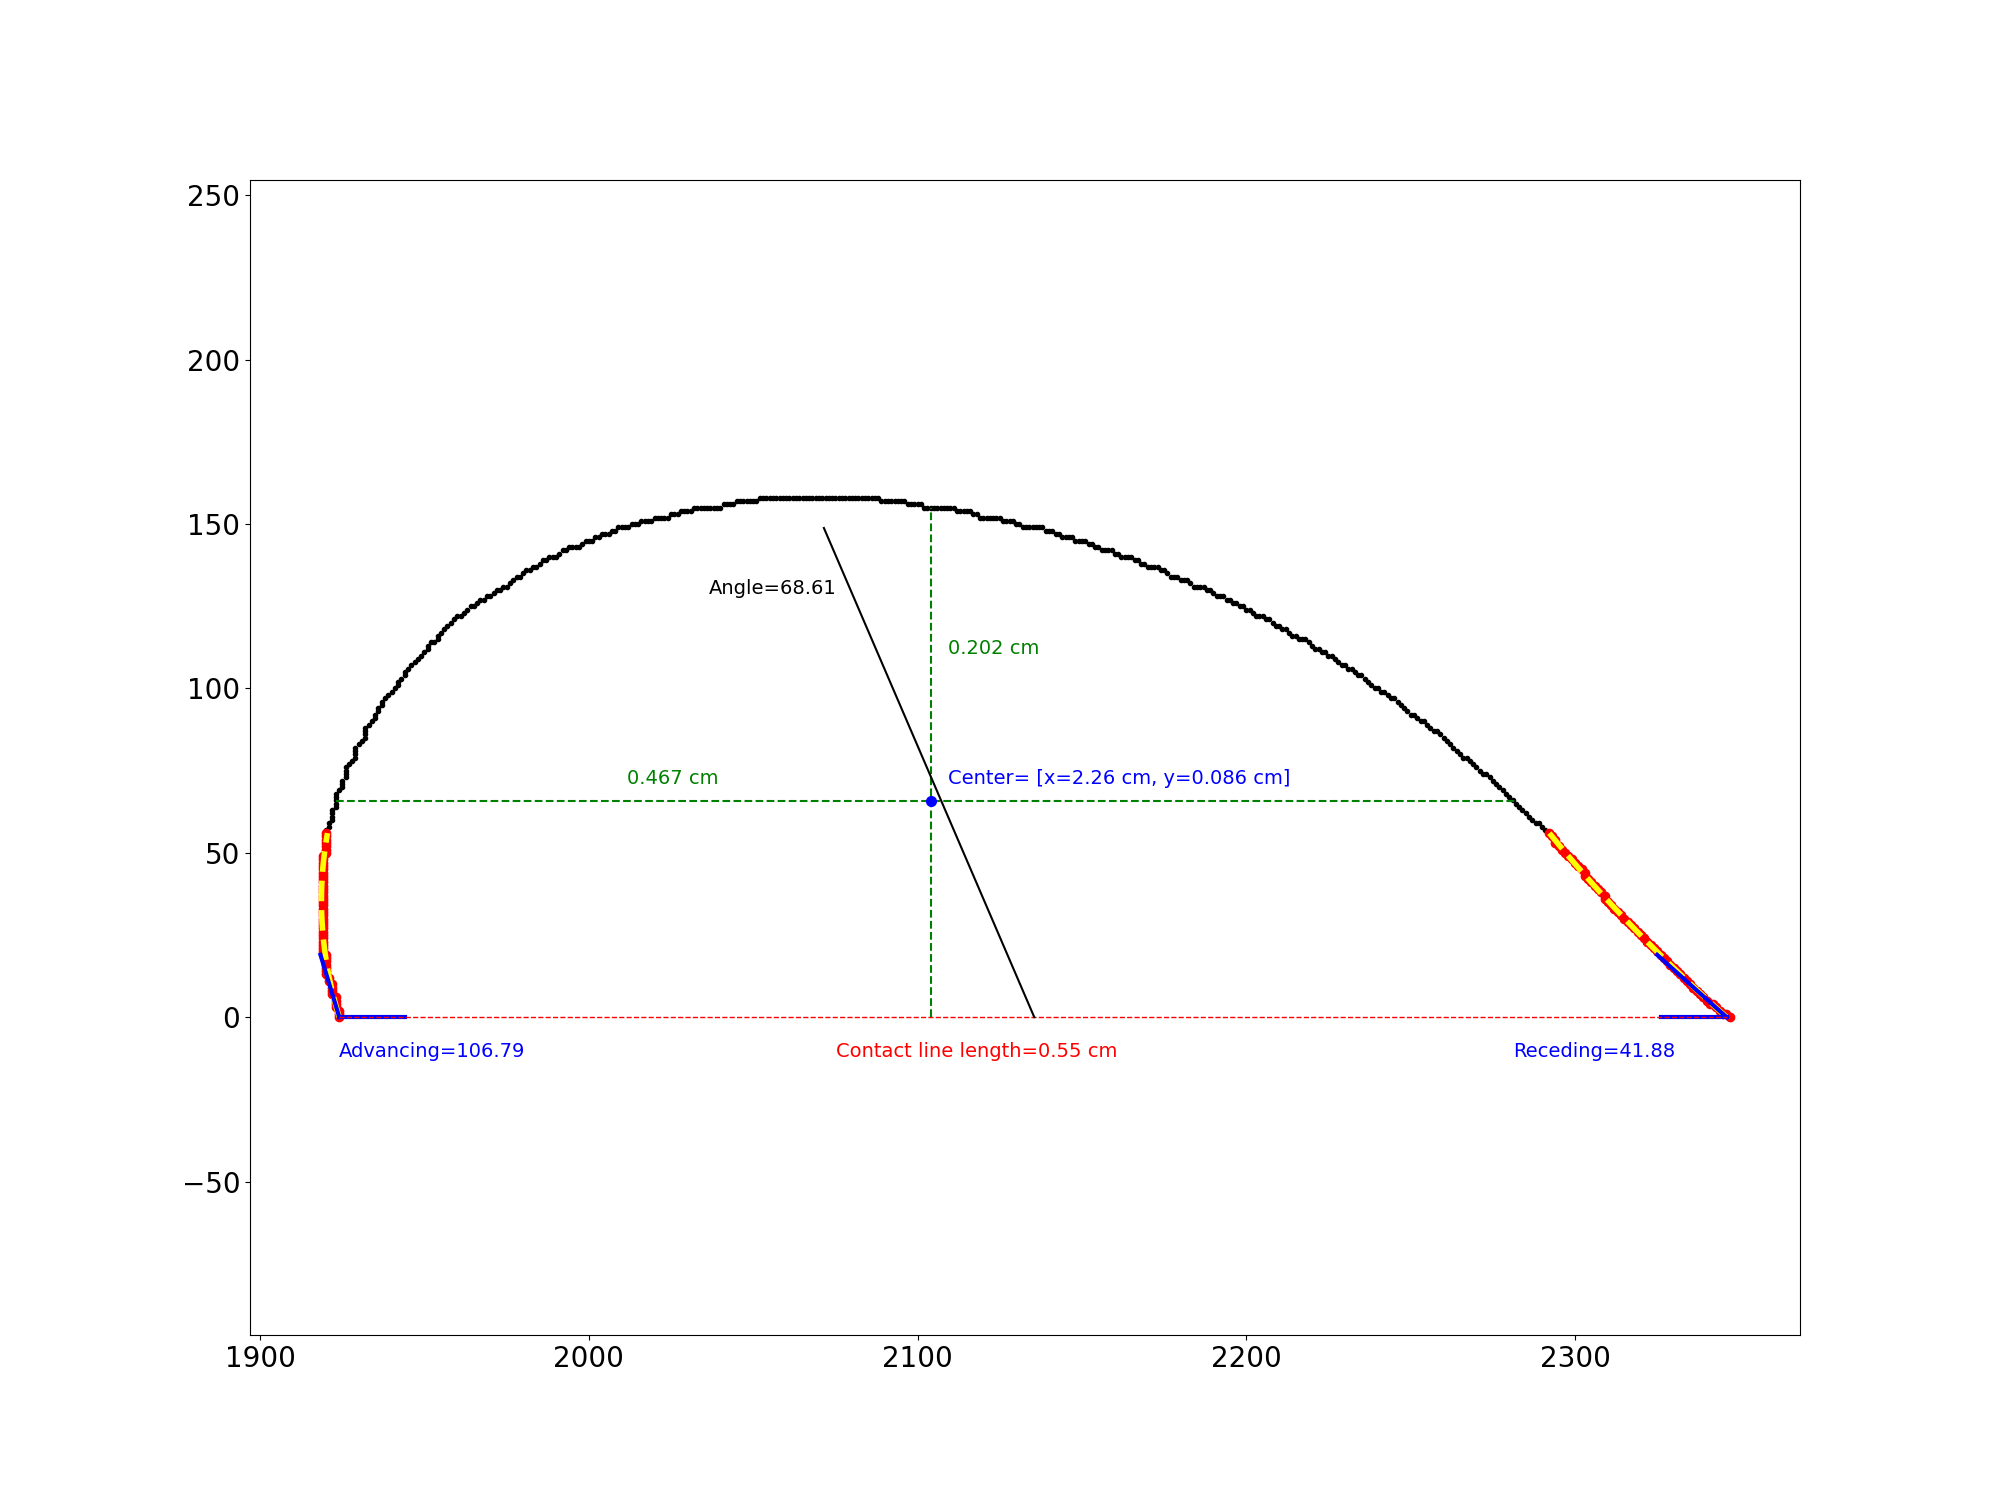 250
200
150
Angle=68.61
0.202 cm
100
0.467 cm
Center= [x=2.26 cm, y=0.086 cm]
50
0
Advancing=106.79
Contact line length=0.55 cm
Receding=41.88
−50
1900
2000
2100
2200
2300